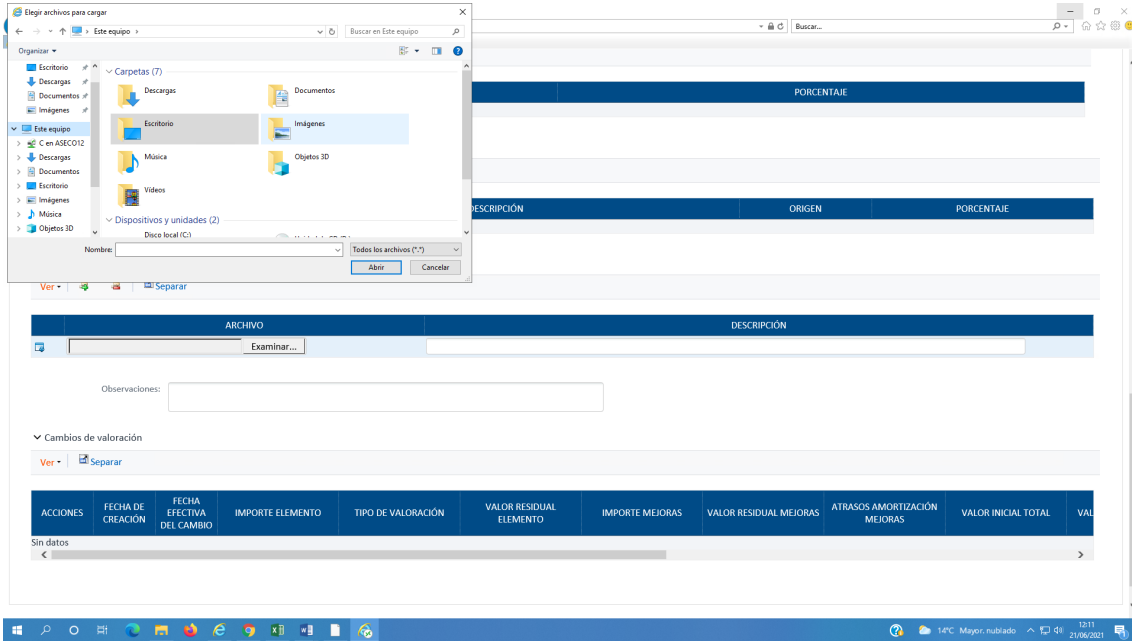 Elegir archivos para cargar
Este equipo
Buscar en Este equipo
Buscar...
Organizar
Escritorio
Descargas
Documentos
Imágenes
Este equipo
C en ASECO12
Descargas
Documentos
Escritorio
Imágenes
Música
Objetos 3D
Carpetas (7)
Descargas
Documentos
Escritorio
Imágenes
Música
Objetos 3D
Vídeos
Dispositivos y unidades (2)
Disco local (C:)
Nombre:
Todos los archivos (*.*)
Abrir
Cancelar
PORCENTAJE
DESCRIPCIÓN ORIGEN PORCENTAJE
Ver Separar
ARCHIVO DESCRIPCIÓN
Examinar...
Observaciones:
Cambios de valoración
Ver Separar
ACCIONES
FECHA DE
CREACIÓN
FECHA
EFECTIVA
DEL CAMBIO
IMPORTE ELEMENTO
TIPO DE VALORACIÓN
VALOR RESIDUAL
ELEMENTO
IMPORTE MEJORAS
VALOR RESIDUAL MEJORAS
ATRASOS AMORTIZACIÓN
MEJORAS
VALOR INICIAL TOTAL
VAL
Sin datos
14°C Mayor. nublado
12:11
21/06/2021